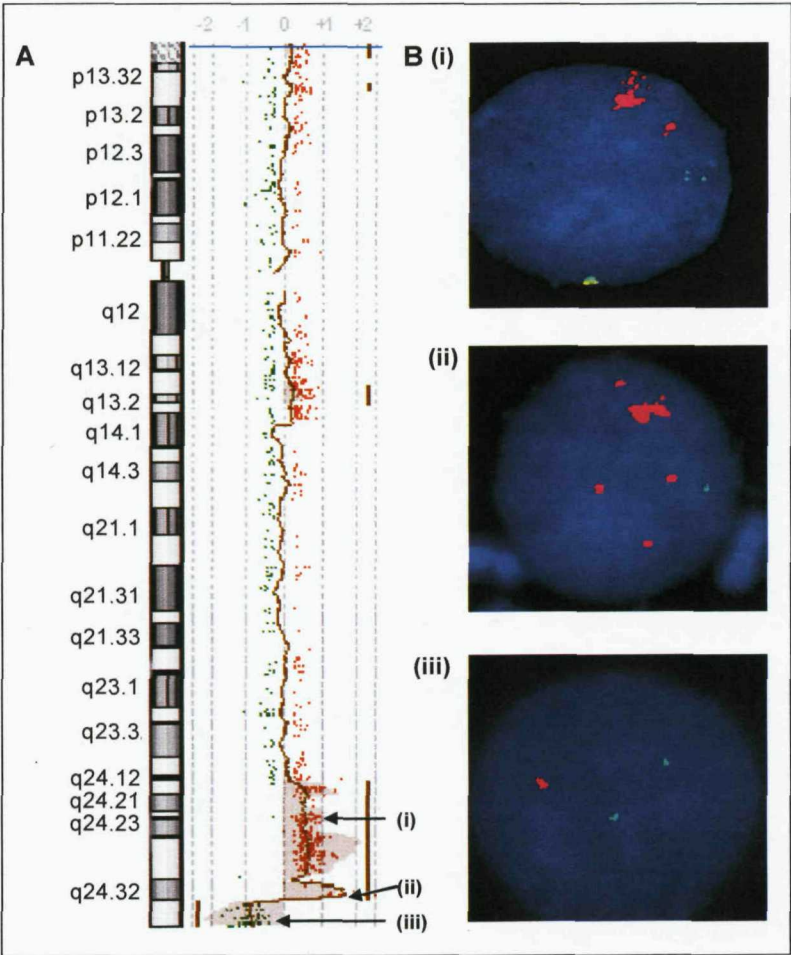 A
-2 -1 0 +1 +2
p13.32
p13.2
p12.3
p12.1
p11.22
q12
q13.12
q13.2
q14.1
q14.3
q21.1
q21.31
q21.33
q23.1
q23.3
q24.12
q24.21
q24.23
q24.32
(i)
(ii)
(iii)
B (i)
(ii)
(iii)